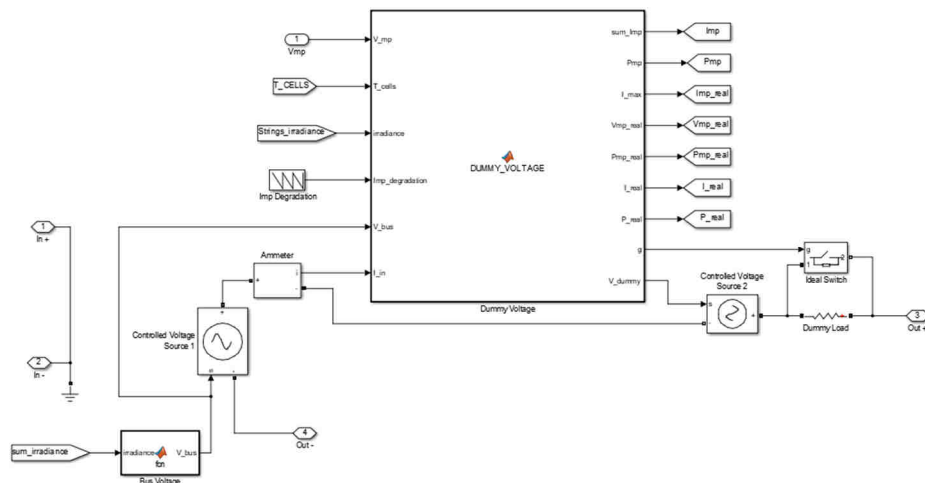 1
Vmp
T_CELLS
Strings_irradiance
Imp Degradation
V_mp
T_cells
irradiance
Imp_degradation
V_bus
I_in
DUMMY_VOLTAGE
Dummy Voltage
sum_Imp
Pmp
I_max
Vmp_real
Pmp_real
I_real
P_real
g
V_dummy
Imp
Pmp
Imp_real
Vmp_real
Pmp_real
I_real
P_real
1
In +
2
In -
Ammeter
+
i
-
Controlled Voltage
Source 1
+
s
-
4
Out -
sum_irradiance
irradiance
V_bus
fcn
Bus Voltage
Controlled Voltage
Source 2
s
-
+
g
1
2
Ideal Switch
+
Dummy Load
3
Out +